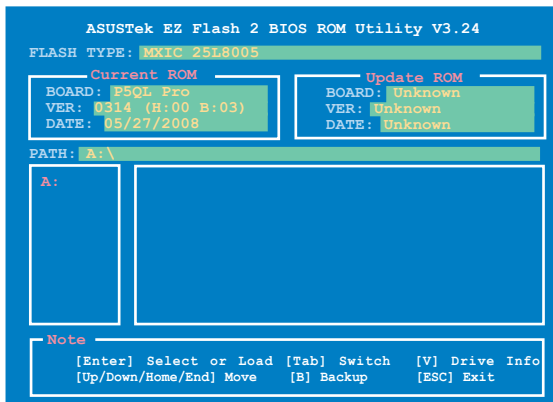 ASUSTek EZ Flash 2 BIOS ROM Utility V3.24
FLASH TYPE: MXIC 25L8005
Current ROM
BOARD: P5QL Pro
VER: 0314 (H:00 B:03)
DATE: 05/27/2008
Update ROM
BOARD: Unknown
VER: Unknown
DATE: Unknown
PATH: A:\
A:
Note
[Enter] Select or Load [Tab] Switch [V] Drive Info
[Up/Down/Home/End] Move [B] Backup [ESC] Exit